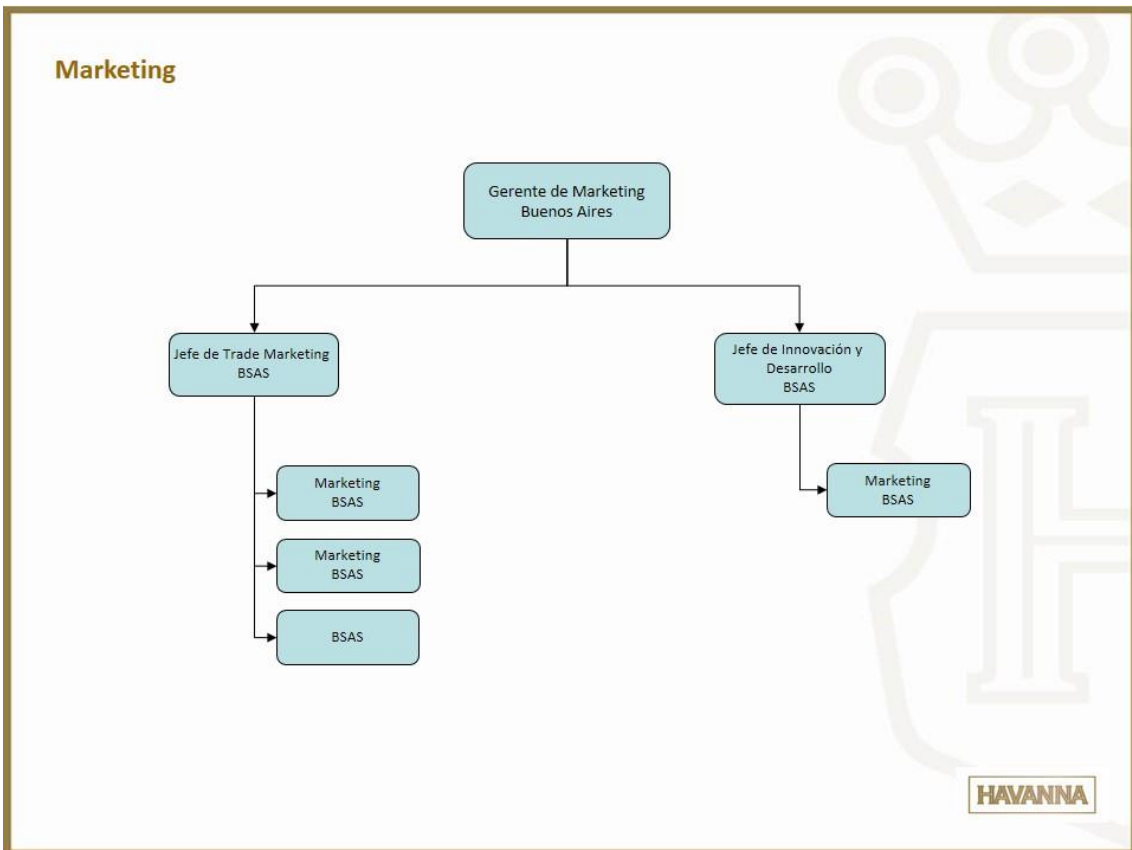 Marketing
Gerente de Marketing
Buenos Aires
Jefe de Trade Marketing
BSAS
Jefe de Innovación y
Desarrollo
BSAS
Marketing
BSAS
Marketing
BSAS
Marketing
BSAS
BSAS
HAVANNA